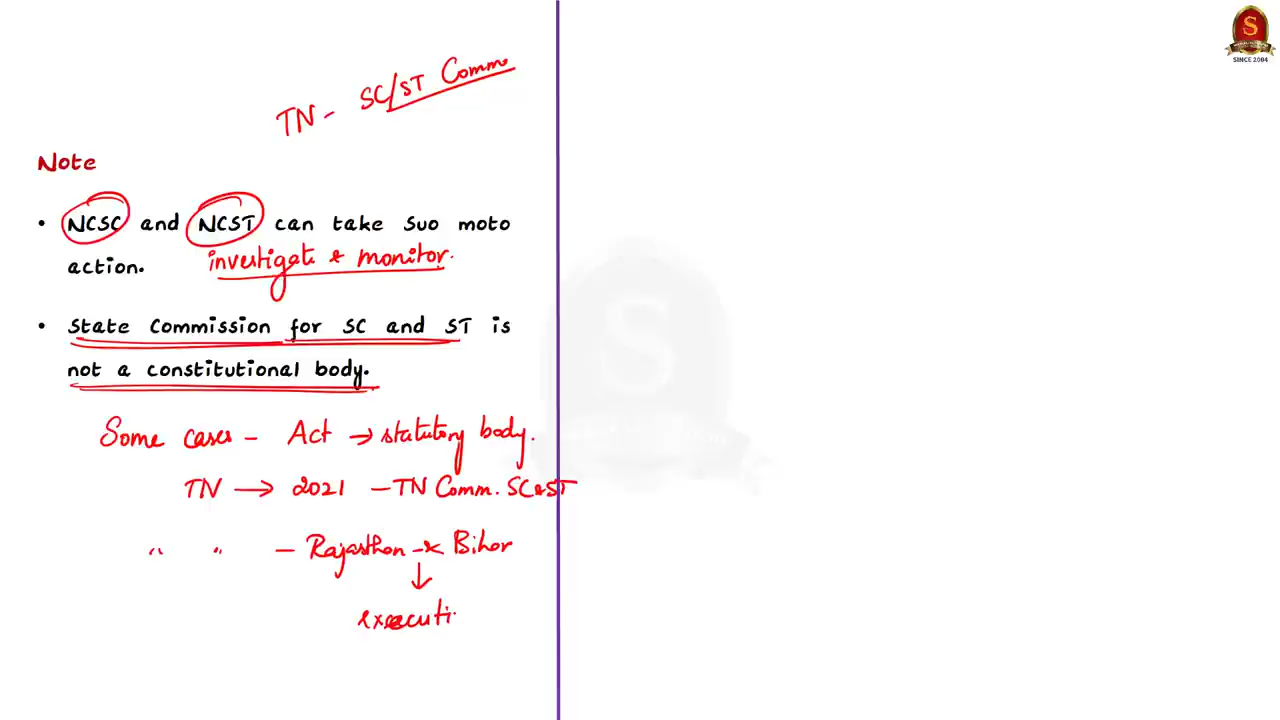 TN - SC/ST Comm.
Note
• NCSC and NCST can take Suo moto
action. investigate & monitor.
• State Commission for SC and ST is
not a constitutional body.
Some cases - Act → statutory body.
TN → 2021 - TN Comm. SC & ST
" " - Rajasthan & Bihar
↓
executi
S
SINCE 2004